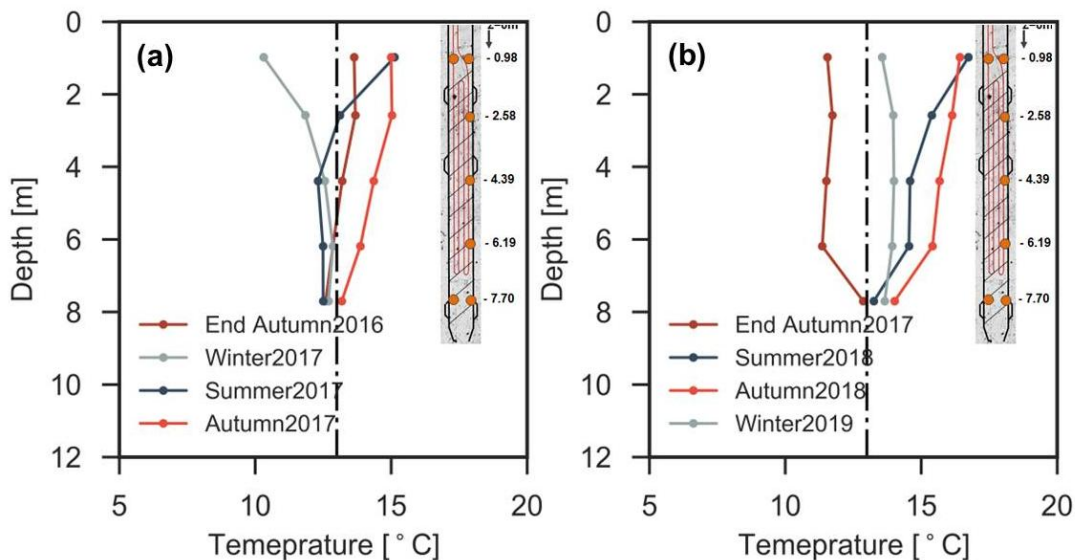 (a)
Depth [m]
0
2
4
6
8
10
12
5
10
15
20
Temeprature [ ° C]
End Autumn2016
Winter2017
Summer2017
Autumn2017
- 0.98
- 2.58
- 4.39
- 6.19
- 7.70
(b)
Depth [m]
0
2
4
6
8
10
12
5
10
15
20
Temeprature [ ° C]
End Autumn2017
Summer2018
Autumn2018
Winter2019
- 0.98
- 2.58
- 4.39
- 6.19
- 7.70